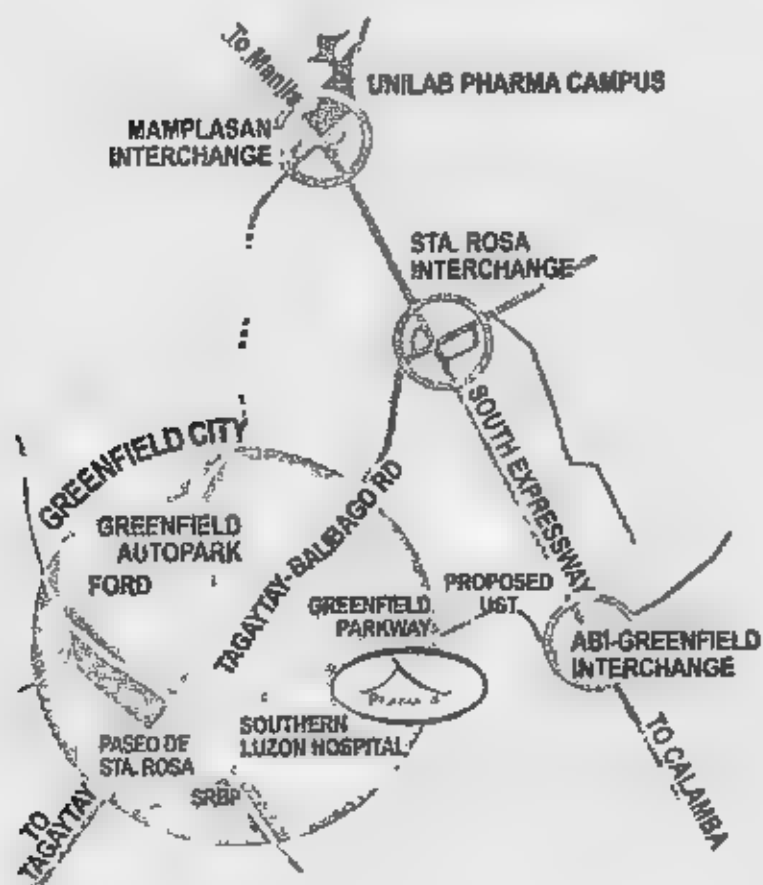 To Manila
UNILAB PHARMA CAMPUS
MAMPLASAN
INTERCHANGE
STA. ROSA
INTERCHANGE
SOUTH EXPRESSWAY
GREENFIELD CITY
GREENFIELD
AUTOPARK
FORD
TAGAYTAY-BALIBAGO RD
GREENFIELD
PARKWAY
PROPOSED
UST
ABI-GREENFIELD
INTERCHANGE
SOUTHERN
LUZON HOSPITAL
PASEO DE
STA. ROSA
SRBP
TO
TAGAYTAY
TO CALAMBA